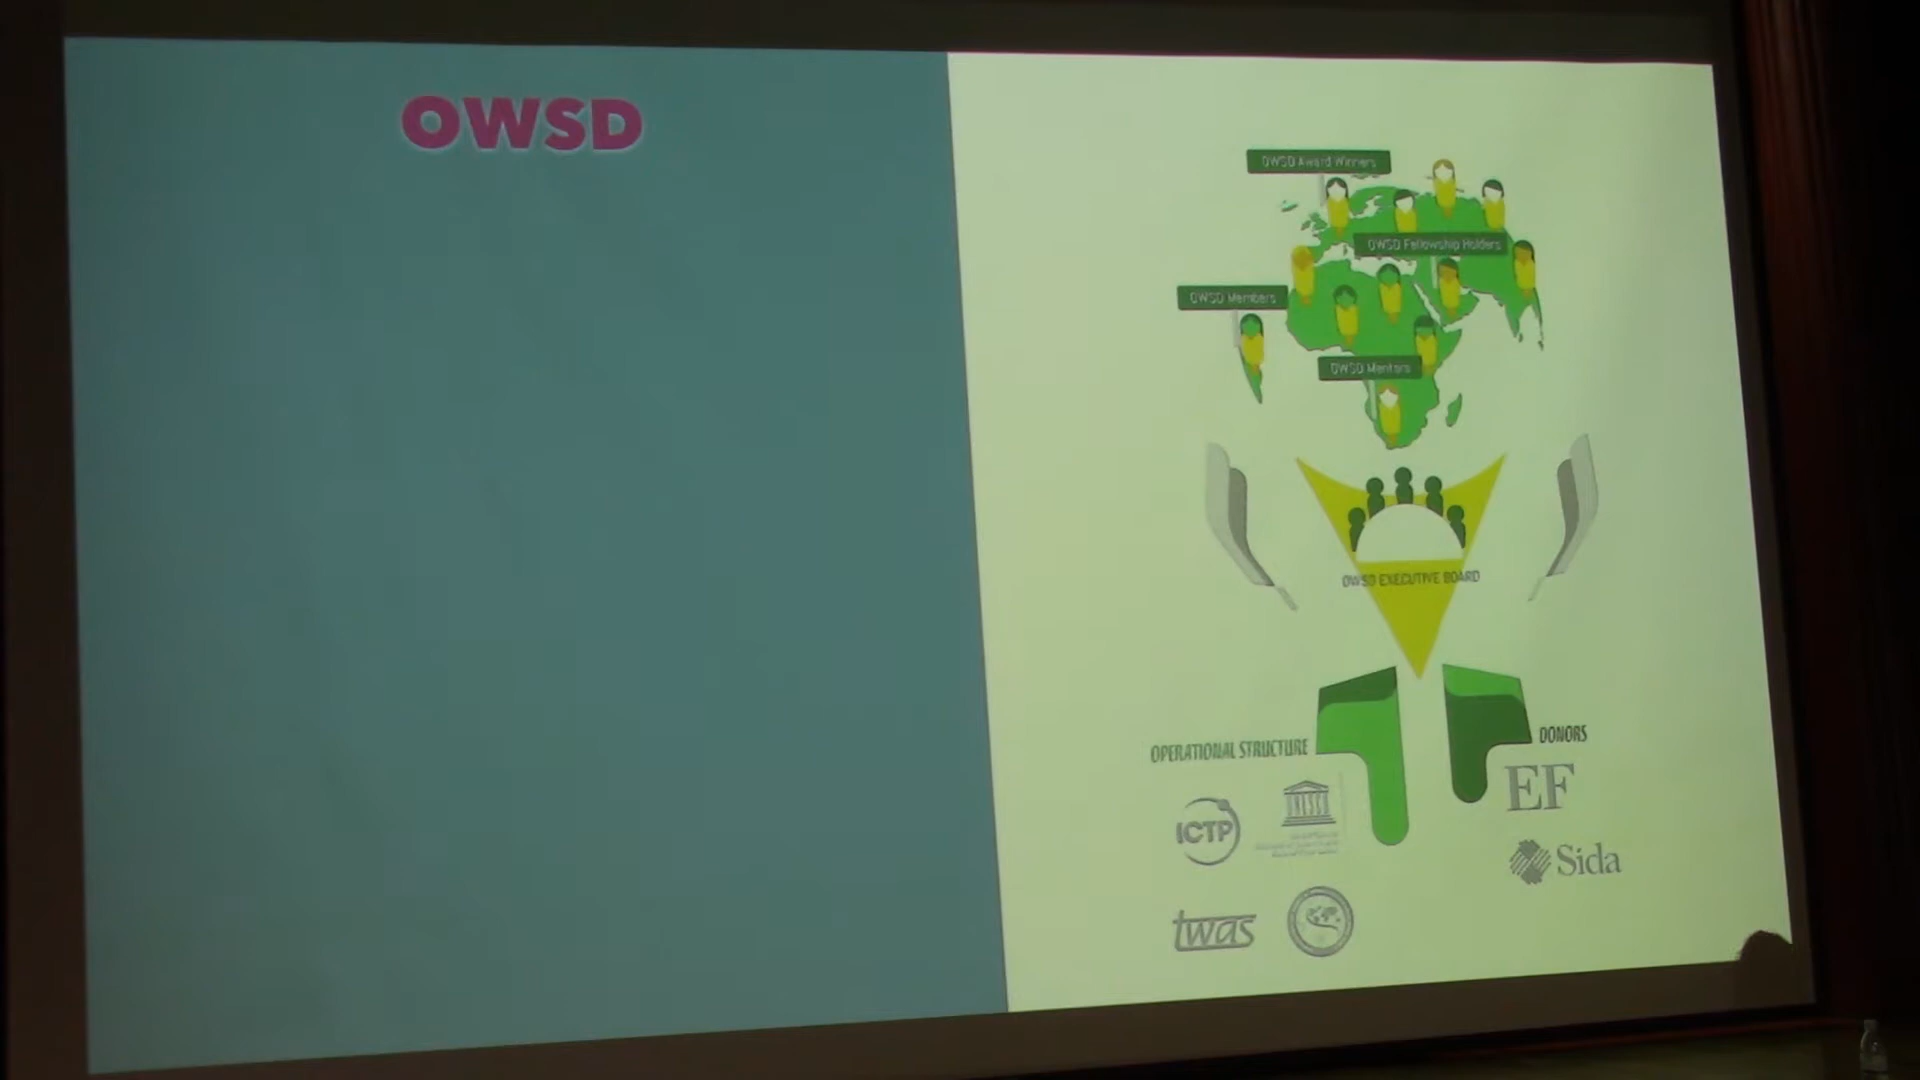 OWSD
OWSD Award Winners
OWSD Fellowship Holders
OWSD Members
OWSD Mentors
OWSD EXECUTIVE BOARD
OPERATIONAL STRUCTURE
DONORS
ICTP
UNESCO
EF
Sida
twas